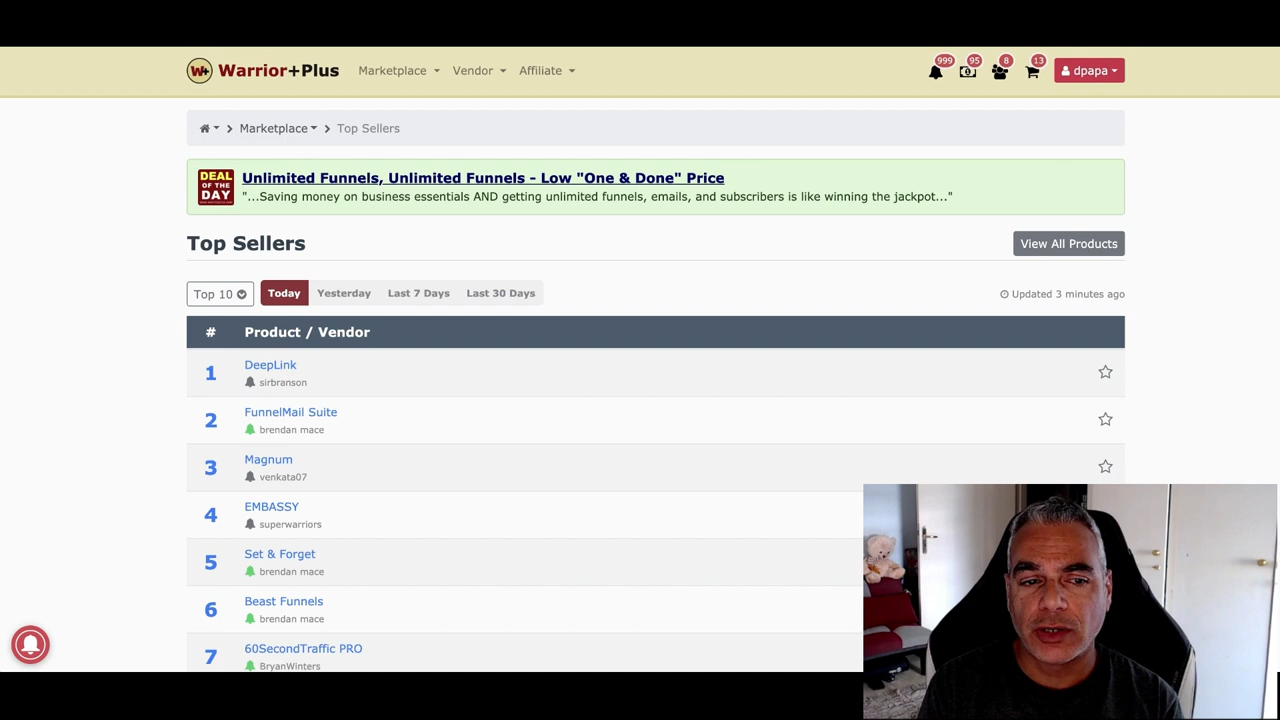 W+ Warrior+Plus Marketplace Vendor Affiliate 999 95 8 13 dpapa
Marketplace Top Sellers
DEAL OF THE DAY
Unlimited Funnels, Unlimited Funnels - Low "One & Done" Price
"...Saving money on business essentials AND getting unlimited funnels, emails, and subscribers is like winning the jackpot..."
Top Sellers View All Products
Top 10 Today Yesterday Last 7 Days Last 30 Days Updated 3 minutes ago
# Product / Vendor
1 DeepLink
sirbranson
2 FunnelMail Suite
brendan mace
3 Magnum
venkata07
4 EMBASSY
superwarriors
5 Set & Forget
brendan mace
6 Beast Funnels
brendan mace
7 60SecondTraffic PRO
BryanWinters